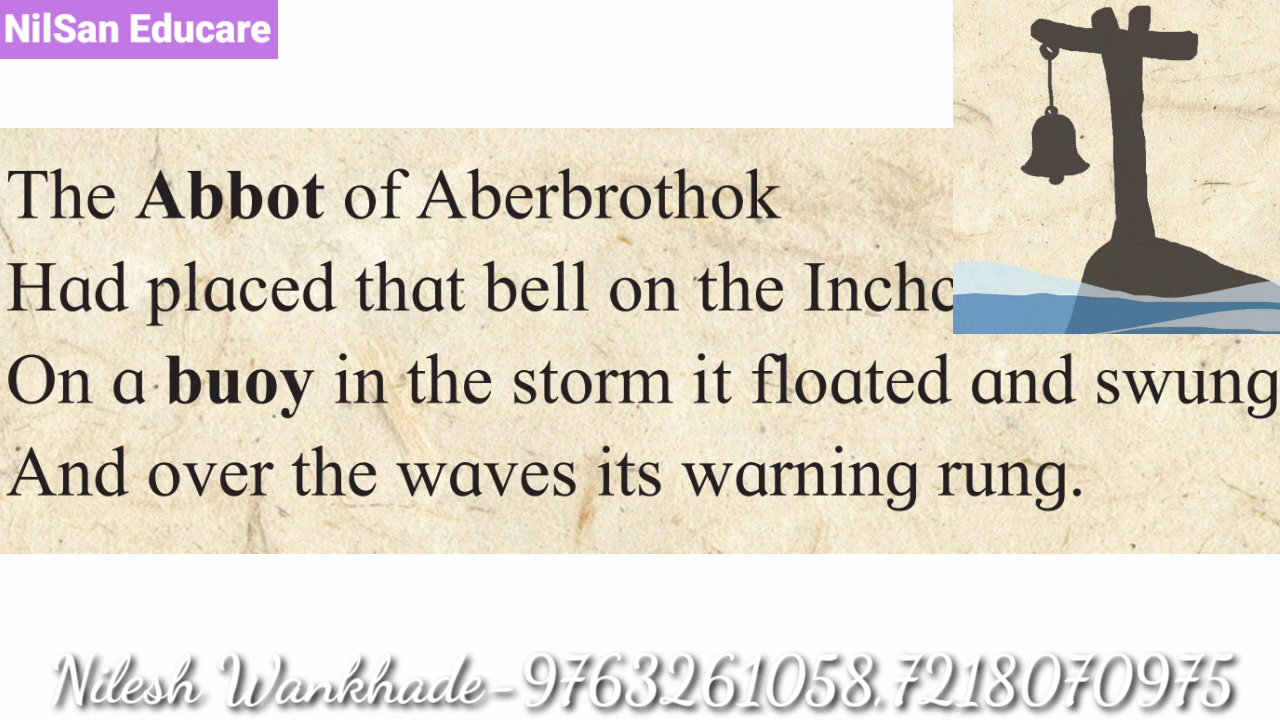 NilSan Educare
The Abbot of Aberbrothok
Had placed that bell on the
On a buoy in the storm it floated and swung
And over the waves its warning rung.
Nilesh Wankhade-9763261058,7218070975